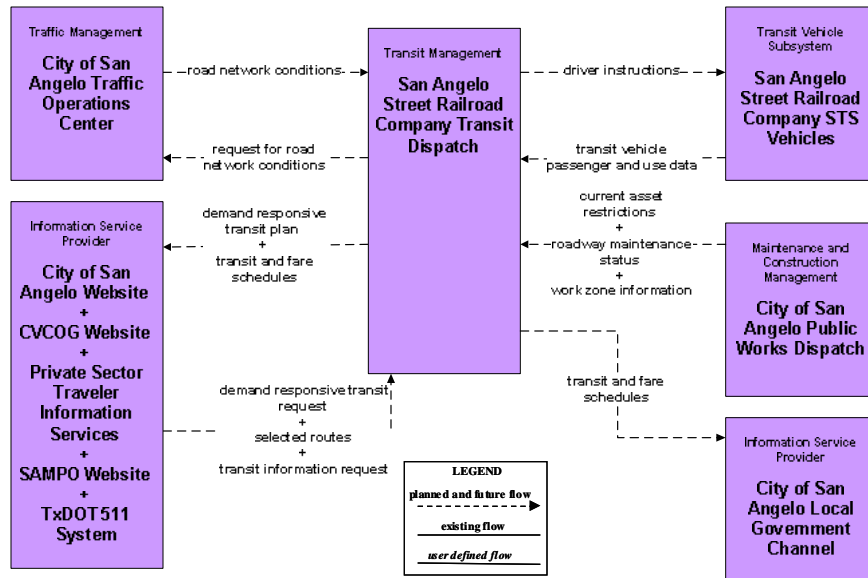 Traffic Management
City of San
Angelo Traffic
Operations
Center
road network conditions
request for road
network conditions
Transit Management
San Angelo
Street Railroad
Company Transit
Dispatch
driver instructions
transit vehicle
passenger and use data
Transit Vehicle
Subsystem
San Angelo
Street Railroad
Company STS
Vehicles
Information Service
Provider
City of San
Angelo Website
+
CVCOG Website
+
Private Sector
Traveler
Information
Services
+
SAMPO Website
+
TxDOT511
System
demand responsive
transit plan
+
transit and fare
schedules
demand responsive transit
request
+
selected routes
+
transit information request
current asset
restrictions
+
roadway maintenance
status
+
work zone information
Maintenance and
Construction
Management
City of San
Angelo Public
Works Dispatch
transit and fare
schedules
Information Service
Provider
City of San
Angelo Local
Government
Channel
LEGEND
planned and future flow
existing flow
user defined flow